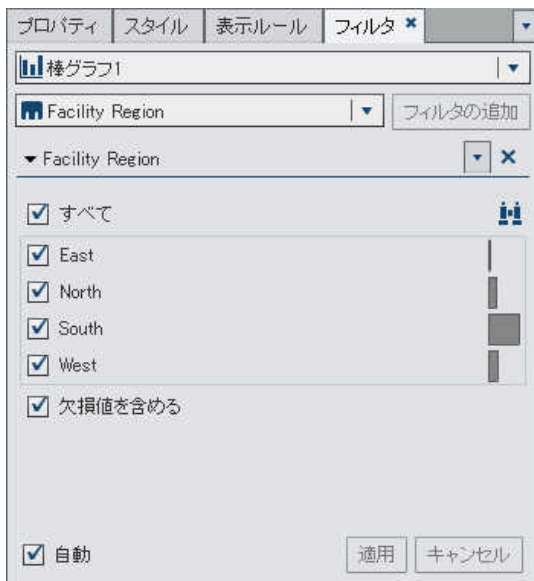 プロパティ スタイル 表示ルール フィルタ
棒グラフ1
Facility Region フィルタの追加
Facility Region
すべて
East
North
South
West
欠損値を含める
自動 適用 キャンセル